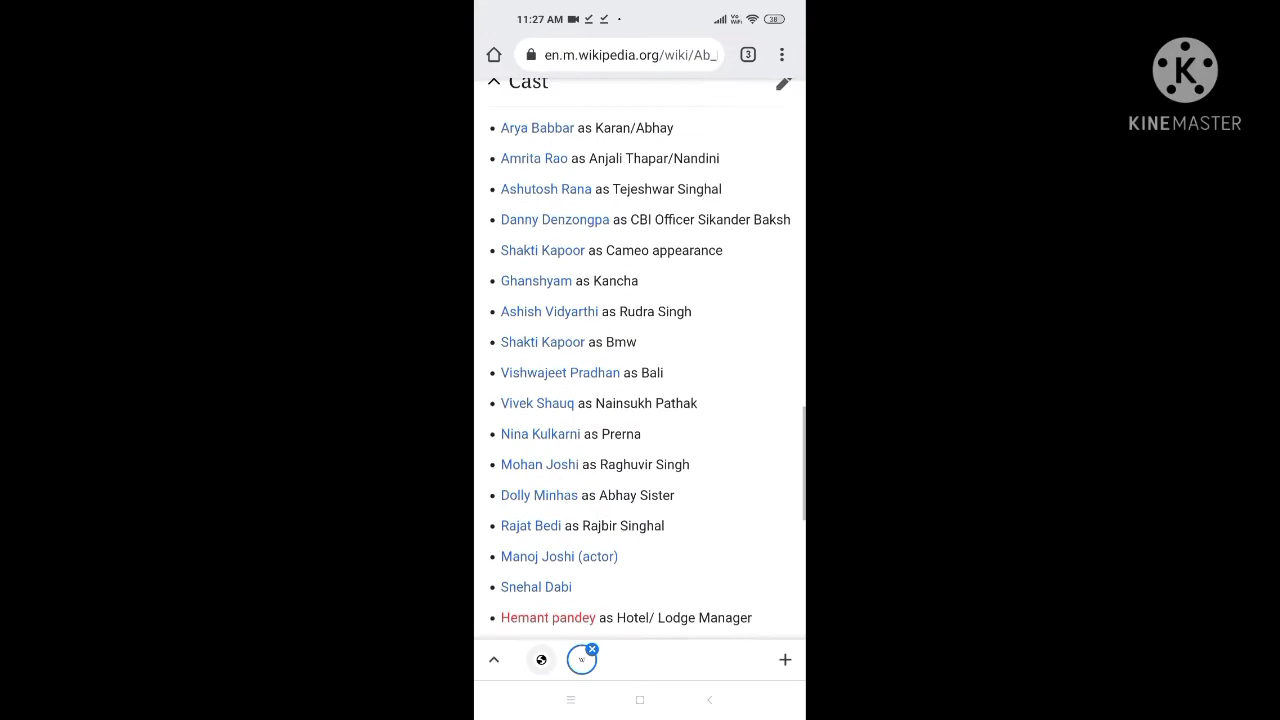 11:27 AM
Vo
WiFi
38
en.m.wikipedia.org/wiki/Ab_
3
Cast
Arya Babbar as Karan/Abhay
Amrita Rao as Anjali Thapar/Nandini
Ashutosh Rana as Tejeshwar Singhal
Danny Denzongpa as CBI Officer Sikander Baksh
Shakti Kapoor as Cameo appearance
Ghanshyam as Kancha
Ashish Vidyarthi as Rudra Singh
Shakti Kapoor as Bmw
Vishwajeet Pradhan as Bali
Vivek Shauq as Nainsukh Pathak
Nina Kulkarni as Prerna
Mohan Joshi as Raghuvir Singh
Dolly Minhas as Abhay Sister
Rajat Bedi as Rajbir Singhal
Manoj Joshi (actor)
Snehal Dabi
Hemant pandey as Hotel/ Lodge Manager
W
K
KINEMASTER